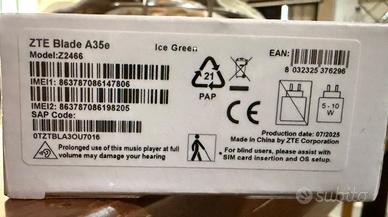 ZTE Blade A35e
Ice Green
EAN:
Model:Z2466
8 032325 376296
IMEI1: 863787086147806
21
PAP
IMEI2: 863787086198205
CE
5 - 10
W
SAP Code:
0TZTBLA3OU7016
Production date: 07/2025
Made in China by ZTE Corporation
Prolonged use of this music player at full
volume may damage your hearing
For blind users, please assist with
SIM card insertion and OS setup.
subito